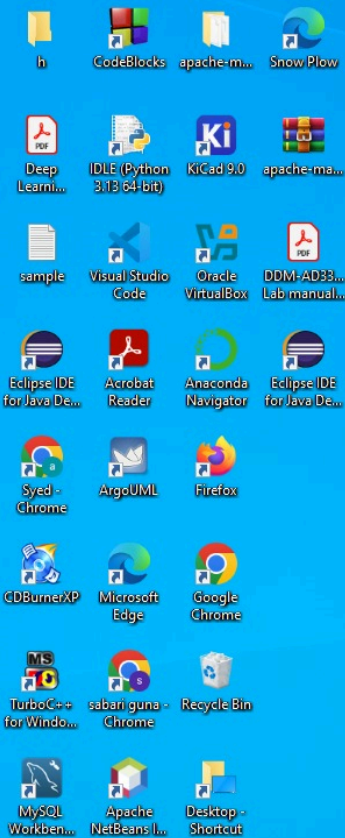 h
CodeBlocks
apache-m...
Snow Plow
PDF
Deep
Learni...
IDLE (Python
3.13 64-bit)
Ki
KiCad 9.0
apache-ma...
sample
Visual Studio
Code
Oracle
VirtualBox
PDF
DDM-AD33...
Lab manual...
Eclipse IDE
for Java De...
Acrobat
Reader
Anaconda
Navigator
Eclipse IDE
for Java De...
a
Syed -
Chrome
ArgoUML
Firefox
CDBurnerXP
Microsoft
Edge
Google
Chrome
MS
TurboC++
for Windo...
s
sabari guna -
Chrome
Recycle Bin
MySQL
Workben...
Apache
NetBeans I...
Desktop -
Shortcut